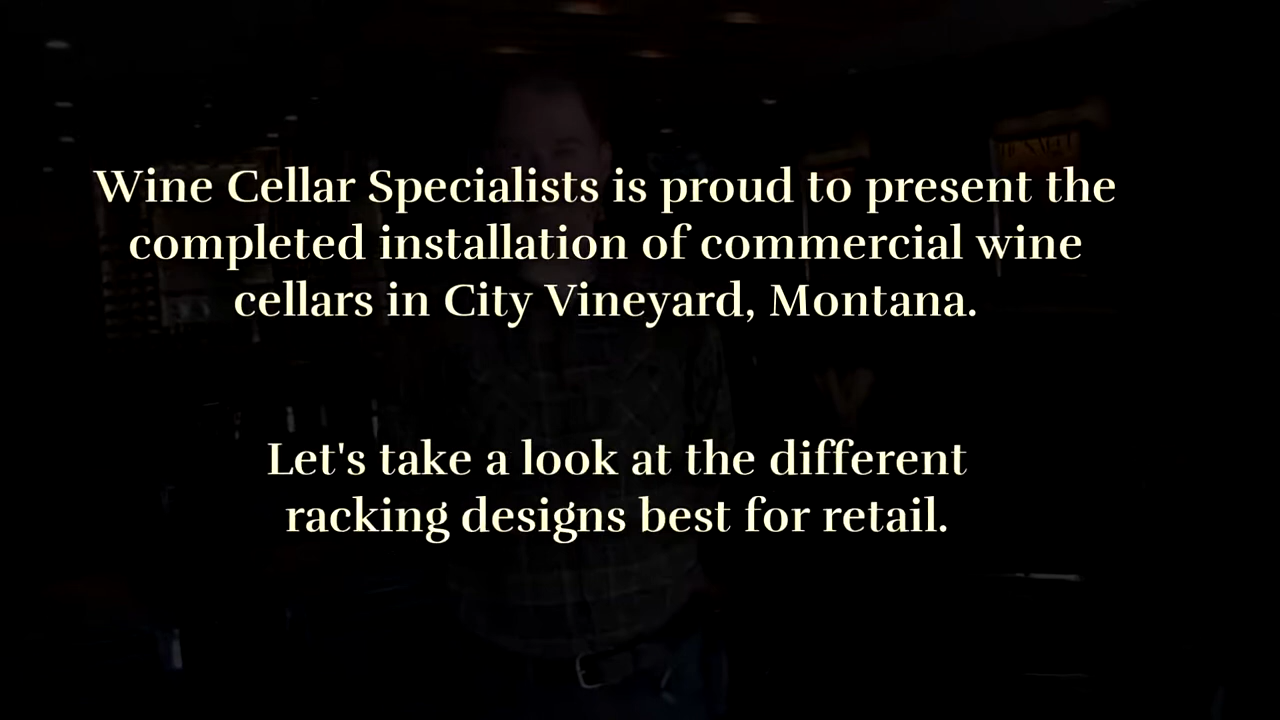 Wine Cellar Specialists is proud to present the
completed installation of commercial wine
cellars in City Vineyard, Montana.
Let's take a look at the different
racking designs best for retail.